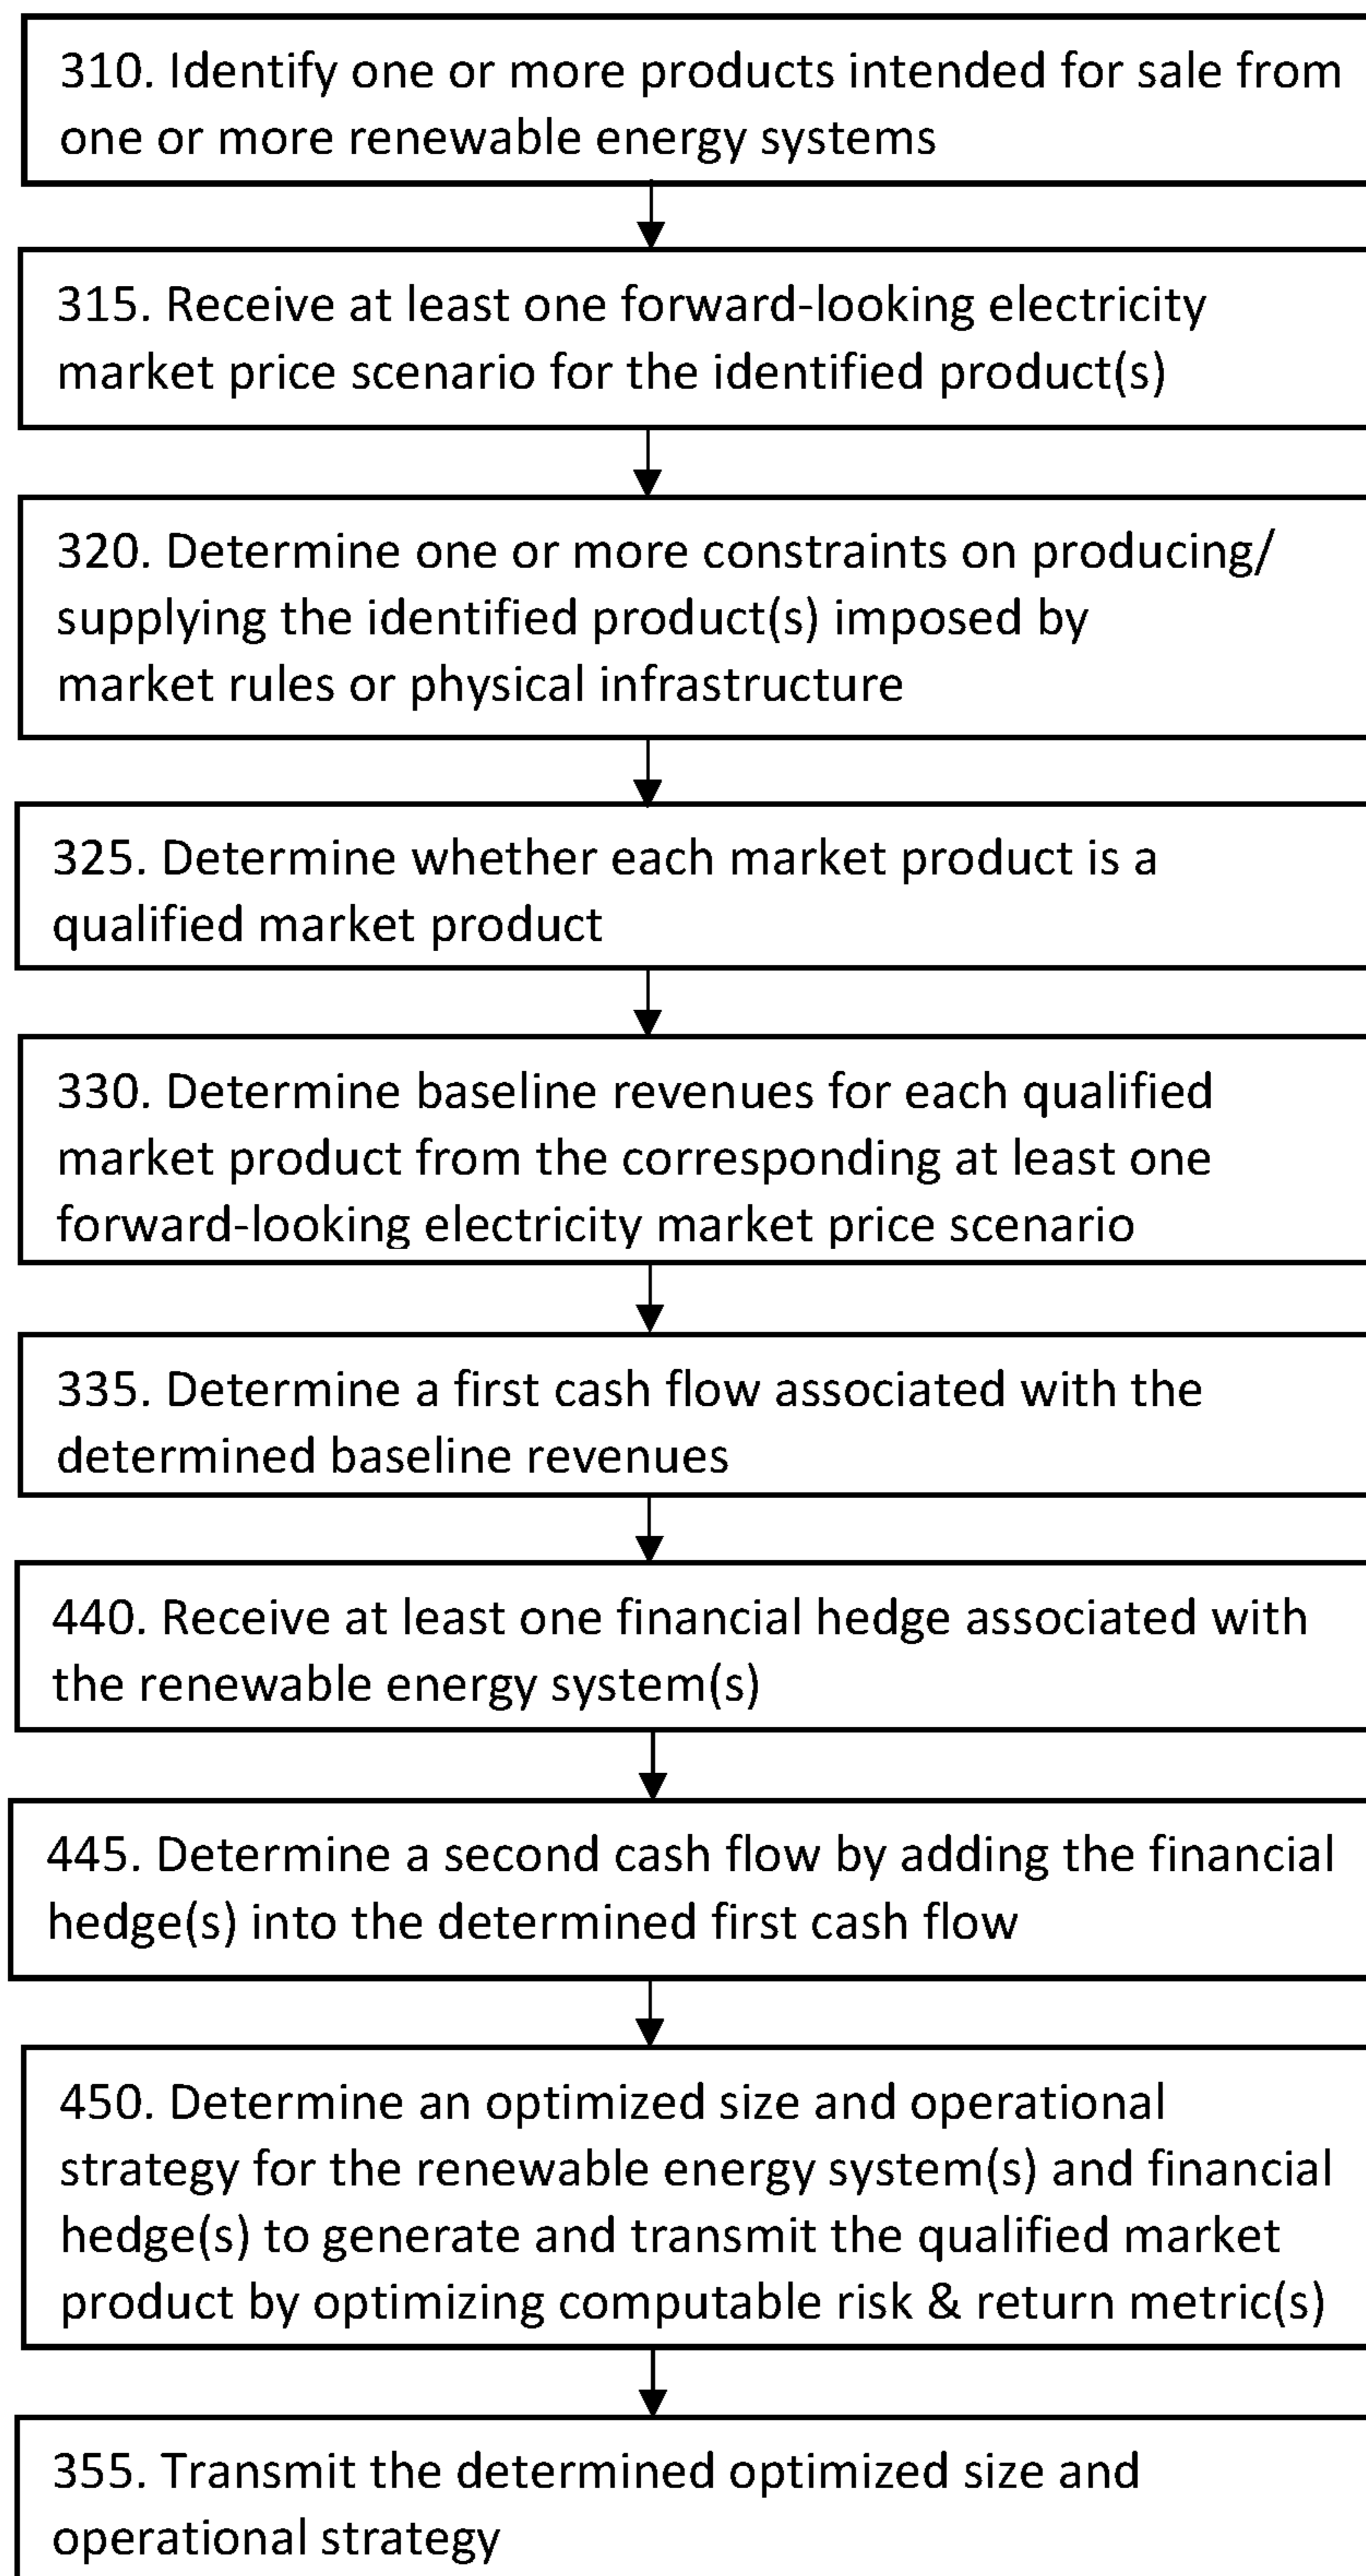 310. Identify one or more products intended for sale from
one or more renewable energy systems
315. Receive at least one forward-looking electricity
market price scenario for the identified product(s)
320. Determine one or more constraints on producing/
supplying the identified product(s) imposed by
market rules or physical infrastructure
325. Determine whether each market product is a
qualified market product
330. Determine baseline revenues for each qualified
market product from the corresponding at least one
forward-looking electricity market price scenario
335. Determine a first cash flow associated with the
determined baseline revenues
440. Receive at least one financial hedge associated with
the renewable energy system(s)
445. Determine a second cash flow by adding the financial
hedge(s) into the determined first cash flow
450. Determine an optimized size and operational
strategy for the renewable energy system(s) and financial
hedge(s) to generate and transmit the qualified market
product by optimizing computable risk & return metric(s)
355. Transmit the determined optimized size and
operational strategy